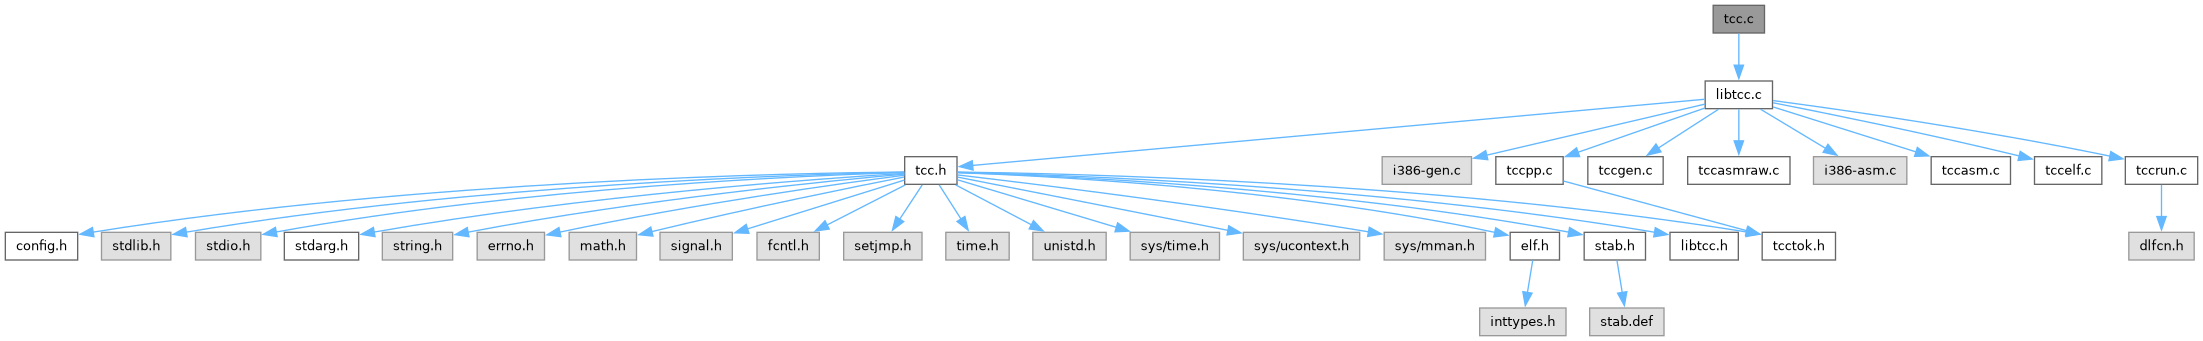 tcc.c
libtcc.c
tcc.h
i386-gen.c
tccpp.c
tccgen.c
tccasmraw.c
i386-asm.c
tccasm.c
tccelf.c
tccrun.c
config.h
stdlib.h
stdio.h
stdarg.h
string.h
errno.h
math.h
signal.h
fcntl.h
setjmp.h
time.h
unistd.h
sys/time.h
sys/ucontext.h
sys/mman.h
elf.h
stab.h
libtcc.h
tcctok.h
dlfcn.h
inttypes.h
stab.def